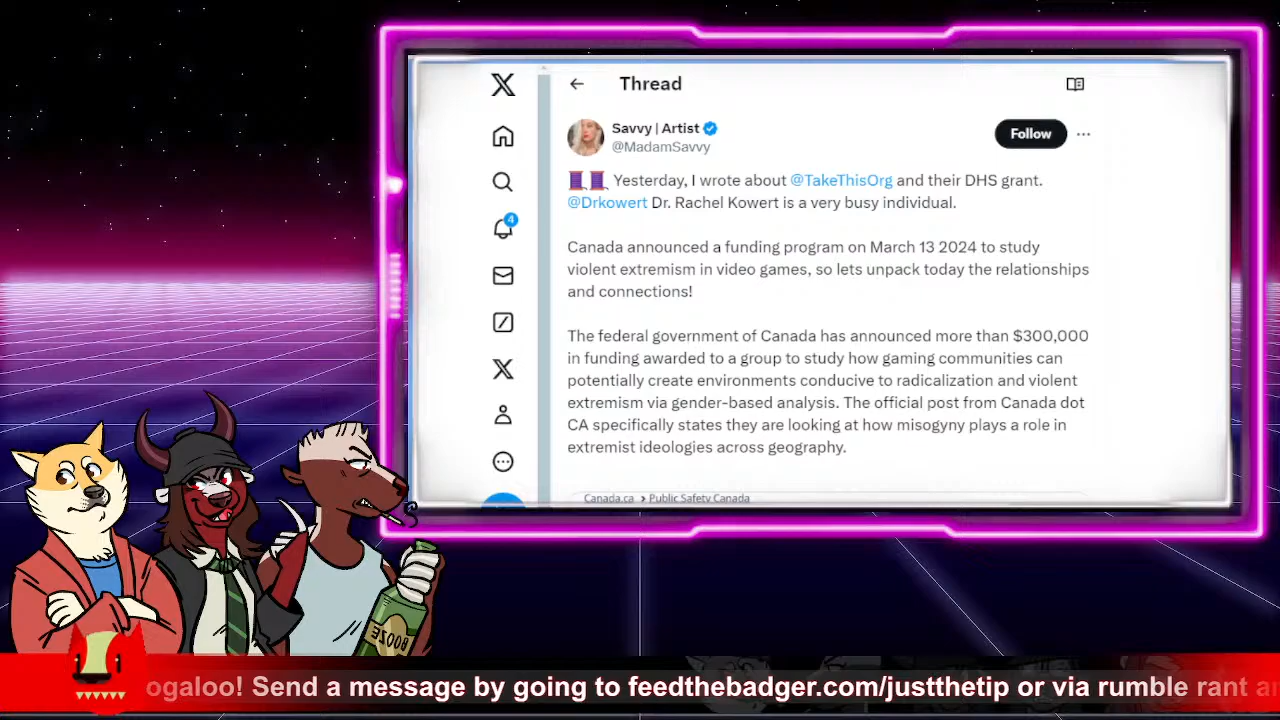 Thread
Savvy | Artist
Follow
@MadamSavvy
Yesterday, I wrote about @TakeThisOrg and their DHS grant.
@Drkowert Dr. Rachel Kowert is a very busy individual.
Canada announced a funding program on March 13 2024 to study
violent extremism in video games, so lets unpack today the relationships
and connections!
The federal government of Canada has announced more than $300,000
in funding awarded to a group to study how gaming communities can
potentially create environments conducive to radicalization and violent
extremism via gender-based analysis. The official post from Canada dot
CA specifically states they are looking at how misogyny plays a role in
extremist ideologies across geography.
Canada.ca > Public Safety Canada
4
BOOZE
ogaloo! Send a message by going to feedthebadger.com/justthetip or via rumble rant an